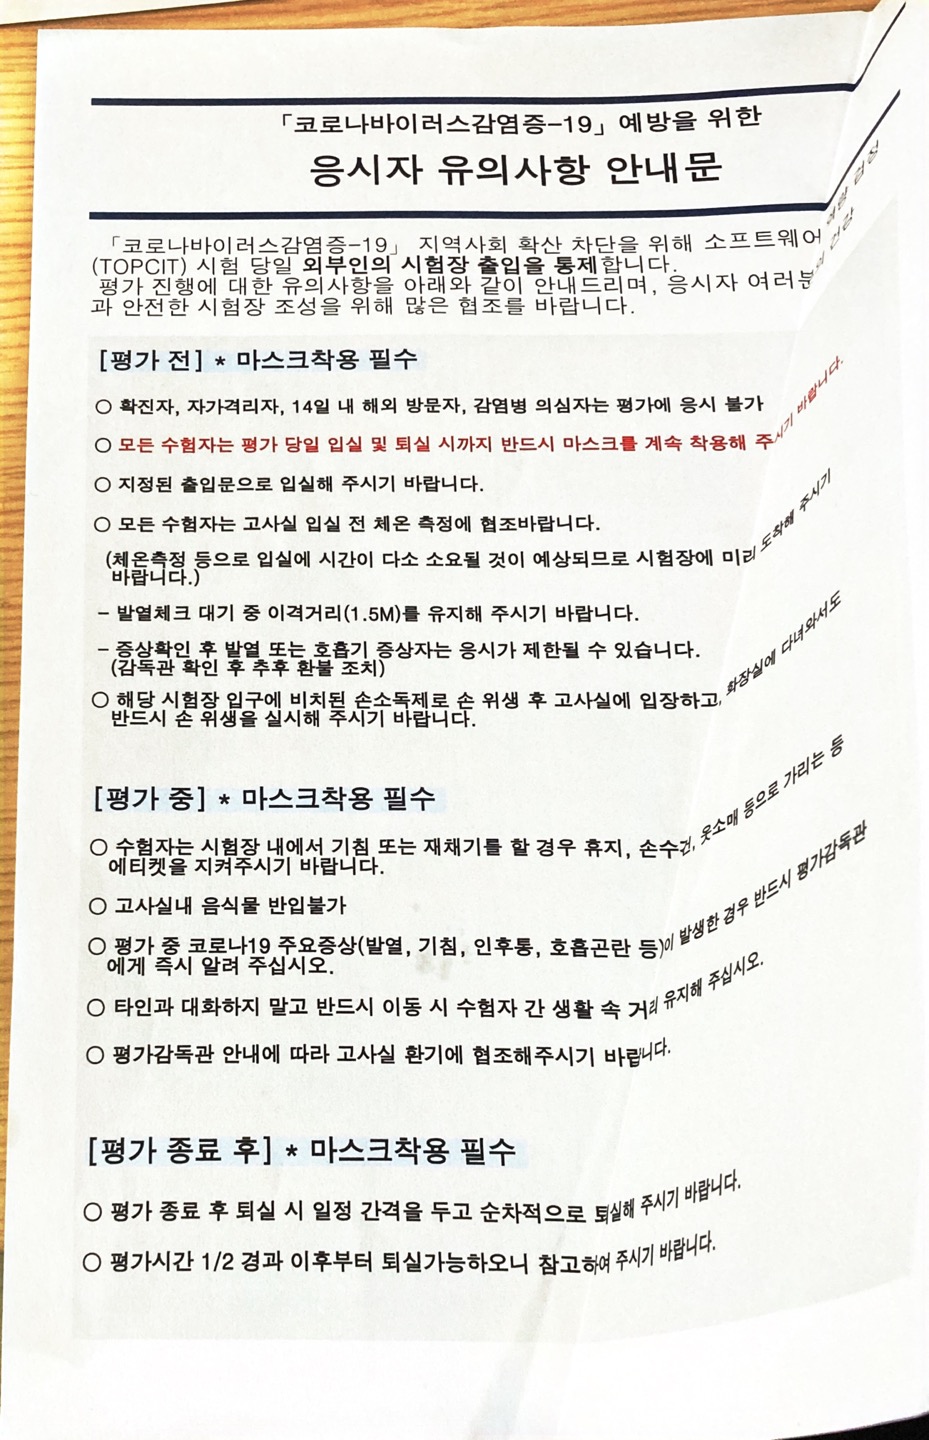 「코로나바이러스감염증-19」 예방을 위한
응시자 유의사항 안내문
「코로나바이러스감염증-19」 지역사회 확산 차단을 위해 소프트웨어 역량 검정
(TOPCIT) 시험 당일 외부인의 시험장 출입을 통제합니다.
평가 진행에 대한 유의사항을 아래와 같이 안내드리며, 응시자 여러분의 건강
과 안전한 시험장 조성을 위해 많은 협조를 바랍니다.
[평가 전] * 마스크착용 필수
○ 확진자, 자가격리자, 14일 내 해외 방문자, 감염병 의심자는 평가에 응시 불가
○ 모든 수험자는 평가 당일 입실 및 퇴실 시까지 반드시 마스크를 계속 착용해 주시기 바랍니다.
○ 지정된 출입문으로 입실해 주시기 바랍니다.
○ 모든 수험자는 고사실 입실 전 체온 측정에 협조바랍니다.
(체온측정 등으로 입실에 시간이 다소 소요될 것이 예상되므로 시험장에 미리 도착해 주시기
바랍니다.)
- 발열체크 대기 중 이격거리(1.5M)를 유지해 주시기 바랍니다.
- 증상확인 후 발열 또는 호흡기 증상자는 응시가 제한될 수 있습니다.
(감독관 확인 후 추후 환불 조치)
○ 해당 시험장 입구에 비치된 손소독제로 손 위생 후 고사실에 입장하고, 화장실에 다녀와서도
반드시 손 위생을 실시해 주시기 바랍니다.
[평가 중] * 마스크착용 필수
○ 수험자는 시험장 내에서 기침 또는 재채기를 할 경우 휴지, 손수건, 옷소매 등으로 가리는 등
에티켓을 지켜주시기 바랍니다.
○ 고사실내 음식물 반입불가
○ 평가 중 코로나19 주요증상(발열, 기침, 인후통, 호흡곤란 등)이 발생한 경우 반드시 평가감독관
에게 즉시 알려 주십시오.
○ 타인과 대화하지 말고 반드시 이동 시 수험자 간 생활 속 거리 유지해 주십시오.
○ 평가감독관 안내에 따라 고사실 환기에 협조해주시기 바랍니다.
[평가 종료 후] * 마스크착용 필수
○ 평가 종료 후 퇴실 시 일정 간격을 두고 순차적으로 퇴실해 주시기 바랍니다.
○ 평가시간 1/2 경과 이후부터 퇴실가능하오니 참고하여 주시기 바랍니다.